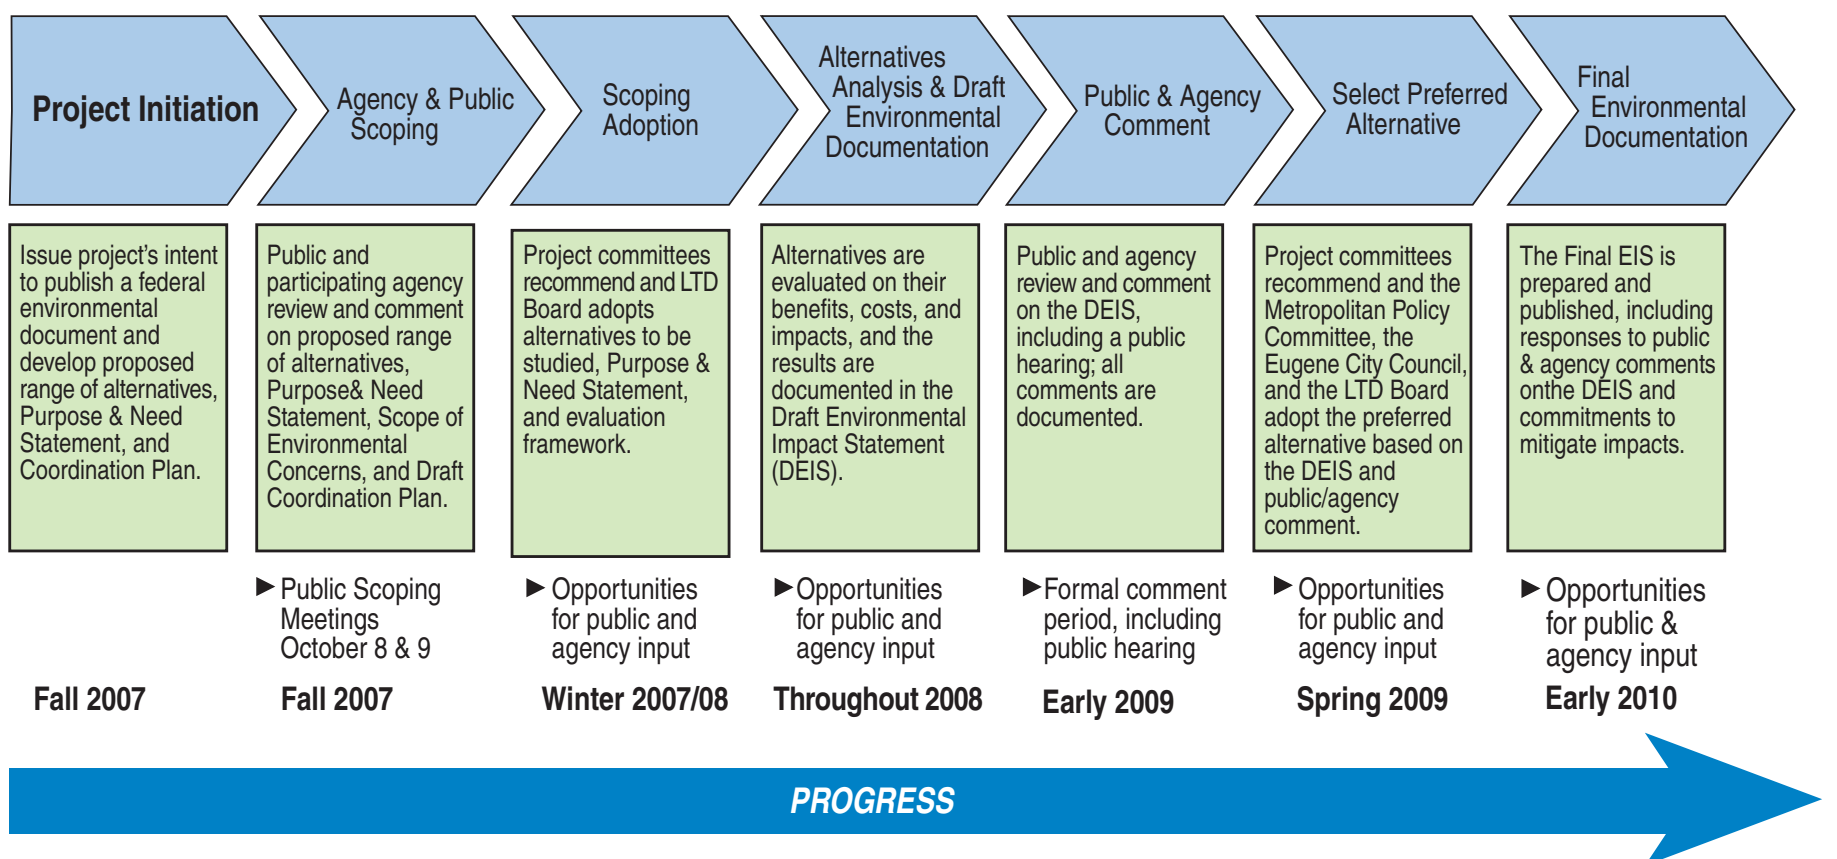 Project Initiation
Agency & Public
Scoping
Scoping
Adoption
Alternatives
Analysis & Draft
Environmental
Documentation
Public & Agency
Comment
Select Preferred
Alternative
Final
Environmental
Documentation
Issue project's intent
to publish a federal
environmental
document and
develop proposed
range of alternatives,
Purpose & Need
Statement, and
Coordination Plan.
Public and
participating agency
review and comment
on proposed range
of alternatives,
Purpose& Need
Statement, Scope of
Environmental
Concerns, and Draft
Coordination Plan.
Project committees
recommend and LTD
Board adopts
alternatives to be
studied, Purpose &
Need Statement,
and evaluation
framework.
Alternatives are
evaluated on their
benefits, costs, and
impacts, and the
results are
documented in the
Draft Environmental
Impact Statement
(DEIS).
Public and agency
review and comment
on the DEIS,
including a public
hearing; all
comments are
documented.
Project committees
recommend and the
Metropolitan Policy
Committee, the
Eugene City Council,
and the LTD Board
adopt the preferred
alternative based on
the DEIS and
public/agency
comment.
The Final EIS is
prepared and
published, including
responses to public
& agency comments
onthe DEIS and
commitments to
mitigate impacts.
Public Scoping
Meetings
October 8 & 9
Opportunities
for public and
agency input
Opportunities
for public and
agency input
Formal comment
period, including
public hearing
Opportunities
for public and
agency input
Opportunities
for public &
agency input
Fall 2007
Fall 2007
Winter 2007/08
Throughout 2008
Early 2009
Spring 2009
Early 2010
PROGRESS